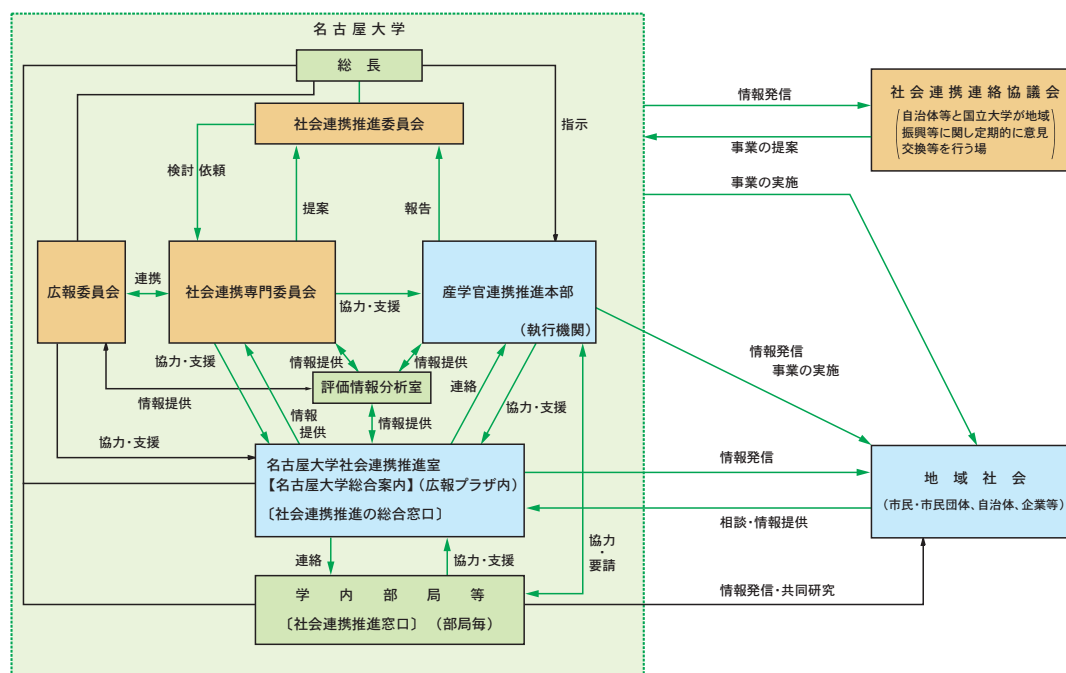 名古屋大学
総長
社会連携推進委員会
検討依頼
提案
報告
指示
広報委員会
連携
社会連携専門委員会
協力・支援
産学官連携推進本部
(執行機関)
協力・支援
情報提供
情報提供
評価情報分析室
連絡
協力・支援
情報提供
情報
提供
情報提供
協力・支援
名古屋大学社会連携推進室
【名古屋大学総合案内】(広報プラザ内)
〔社会連携推進の総合窓口〕
連絡
協力・支援
協力
・
要請
学内部局等
〔社会連携推進窓口〕 (部局毎)
情報発信
事業の提案
社会連携連絡協議会
(自治体等と国立大学が地域
振興等に関し定期的に意見
交換等を行う場)
事業の実施
情報発信
事業の実施
情報発信
相談・情報提供
地域社会
(市民・市民団体、自治体、企業等)
情報発信・共同研究